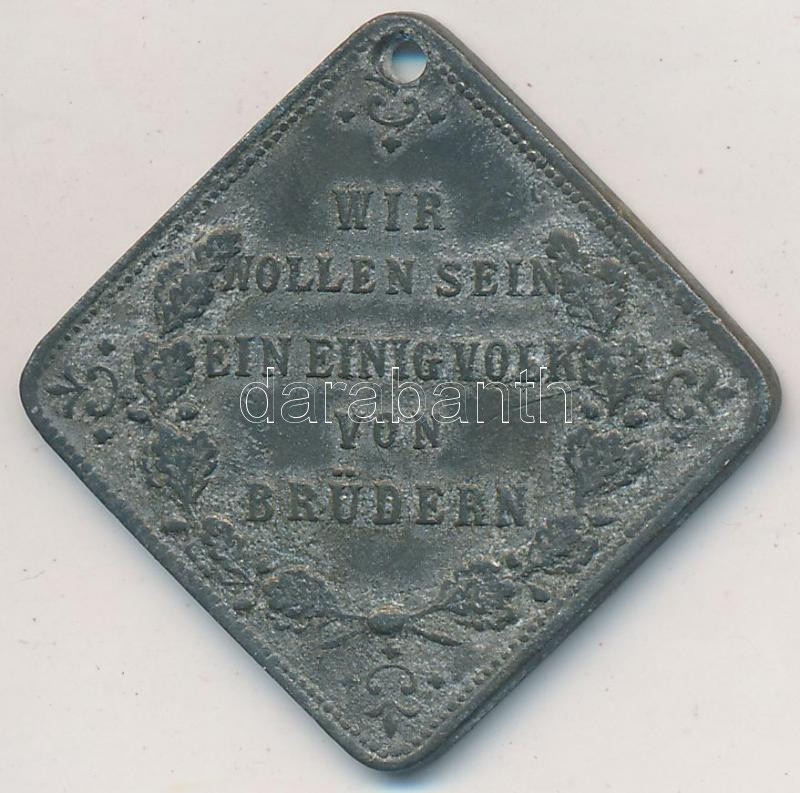 WIR
WOLLEN SEIN
EIN EINIG VOLK
darabanth
VON
BRÜDERN